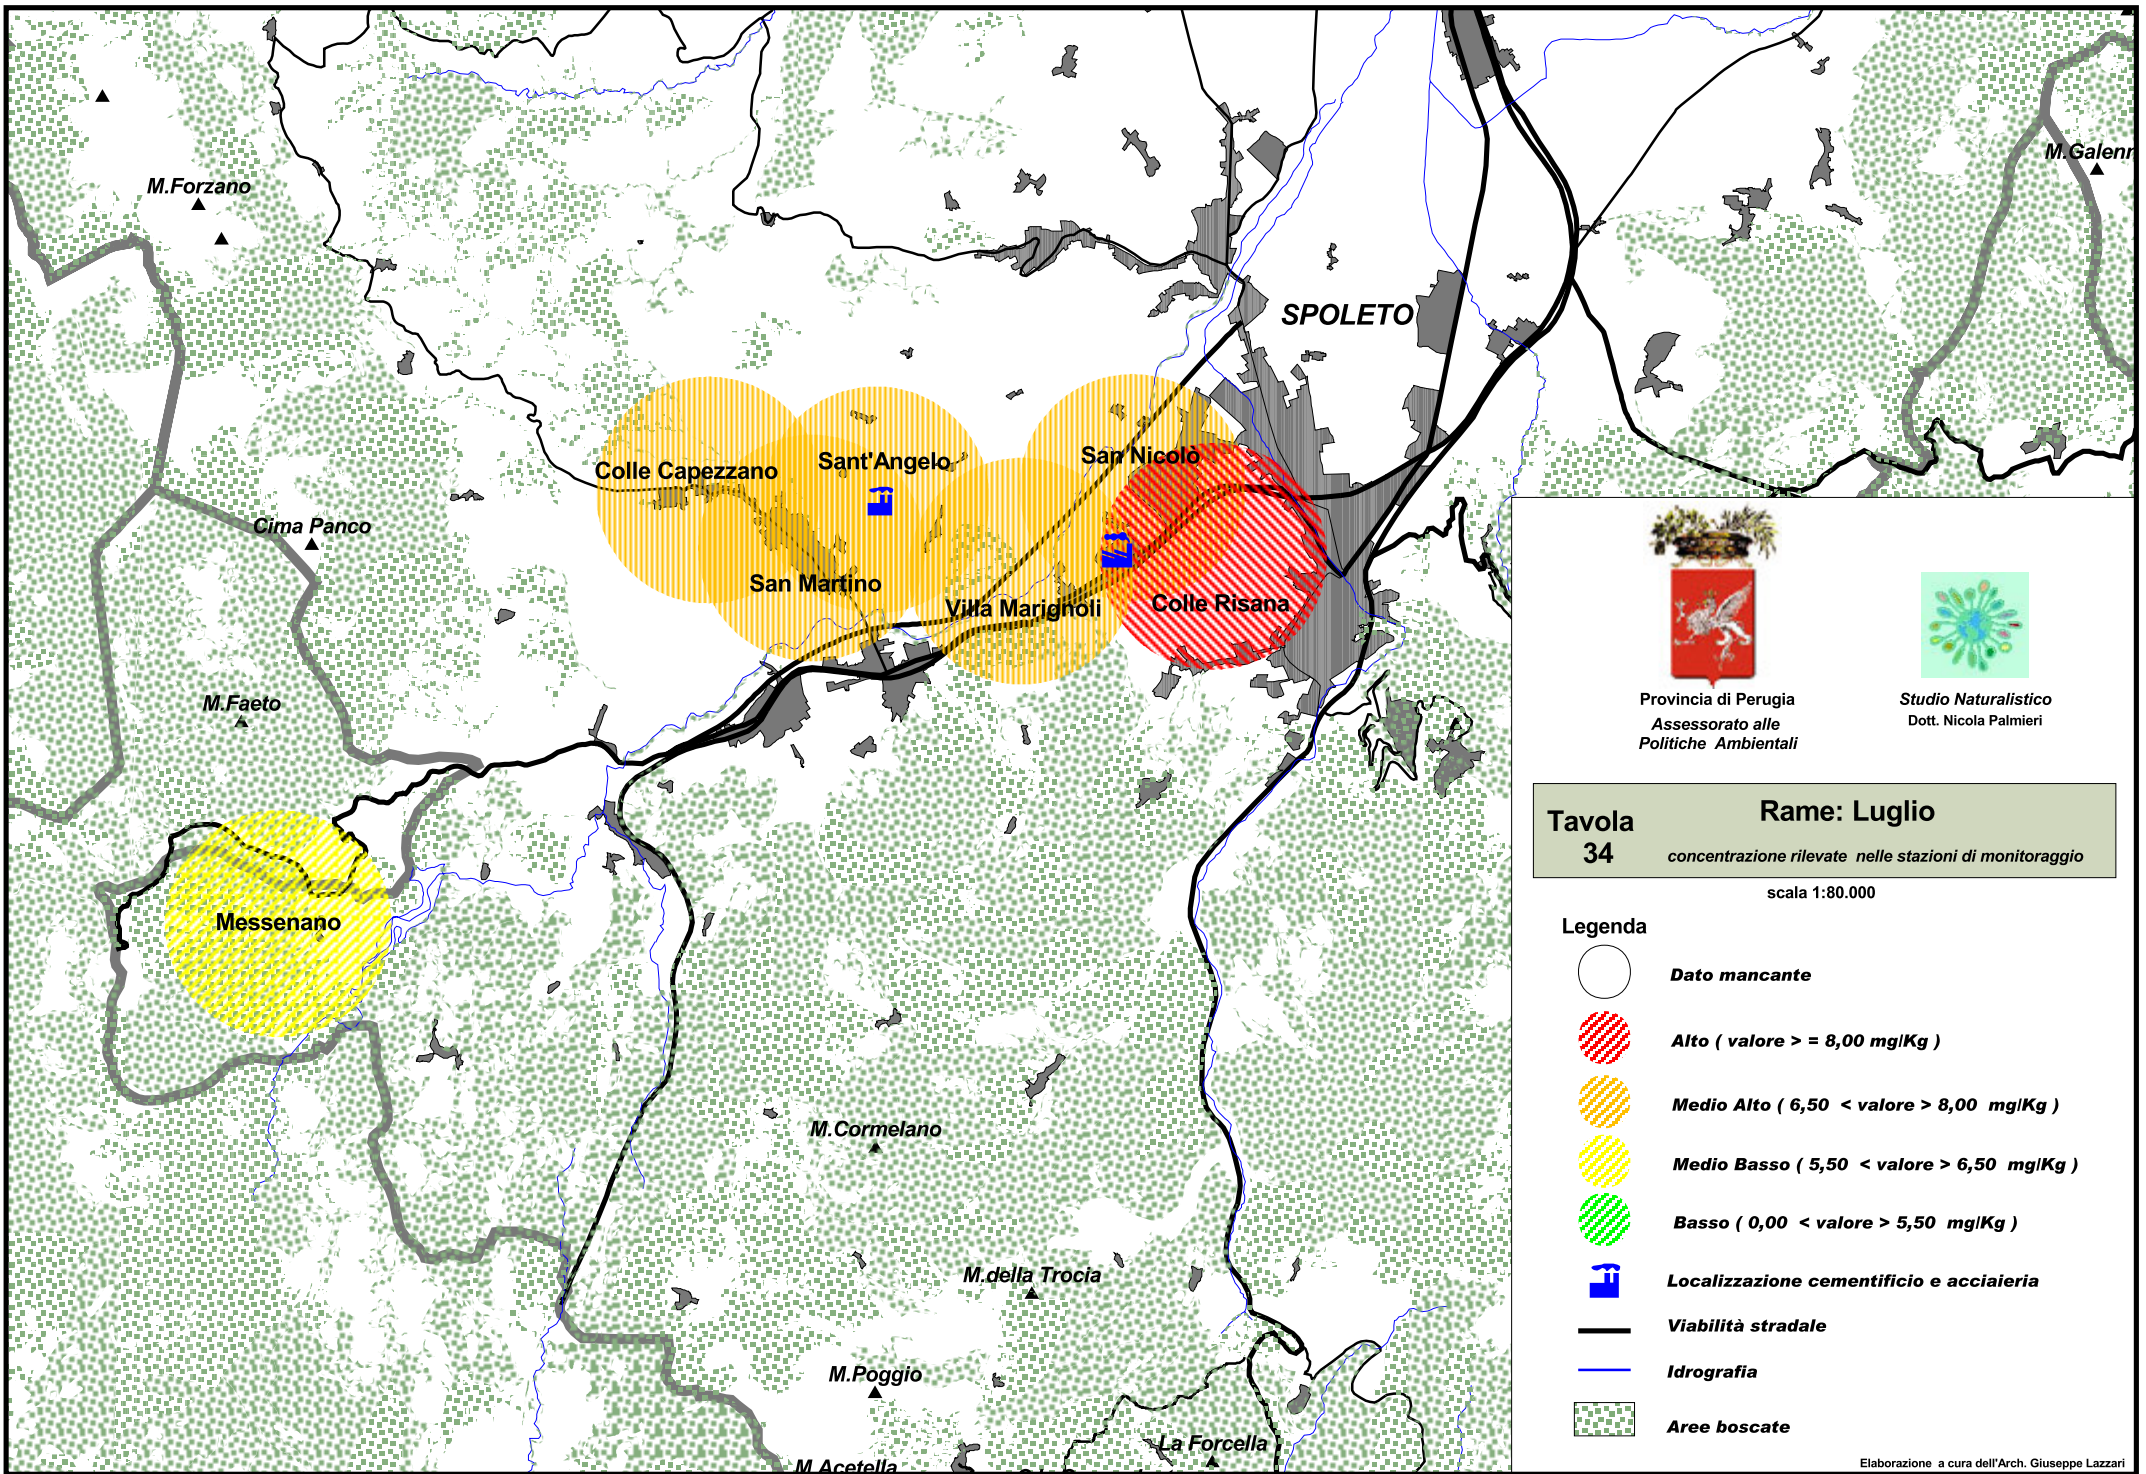 M.Galenn
M.Forzano
SPOLETO
Sant'Angelo
San Nicolò
Colle Capezzano
Cima Panco
San Martino
Villa Marignoli
Colle Risana
M.Faeto
Messenano
M.Cormelano
M.della Trocia
M.Poggio
La Forcella
M.Acetella
Provincia di Perugia
Assessorato alle
Politiche Ambientali
Studio Naturalistico
Dott. Nicola Palmieri
Tavola
34
Rame: Luglio
concentrazione rilevate nelle stazioni di monitoraggio
scala 1:80.000
Legenda
Dato mancante
Alto ( valore > = 8,00 mg/Kg )
Medio Alto ( 6,50 < valore > 8,00 mg/Kg )
Medio Basso ( 5,50 < valore > 6,50 mg/Kg )
Basso ( 0,00 < valore > 5,50 mg/Kg )
Localizzazione cementificio e acciaieria
Viabilità stradale
Idrografia
Aree boscate
Elaborazione a cura dell'Arch. Giuseppe Lazzari